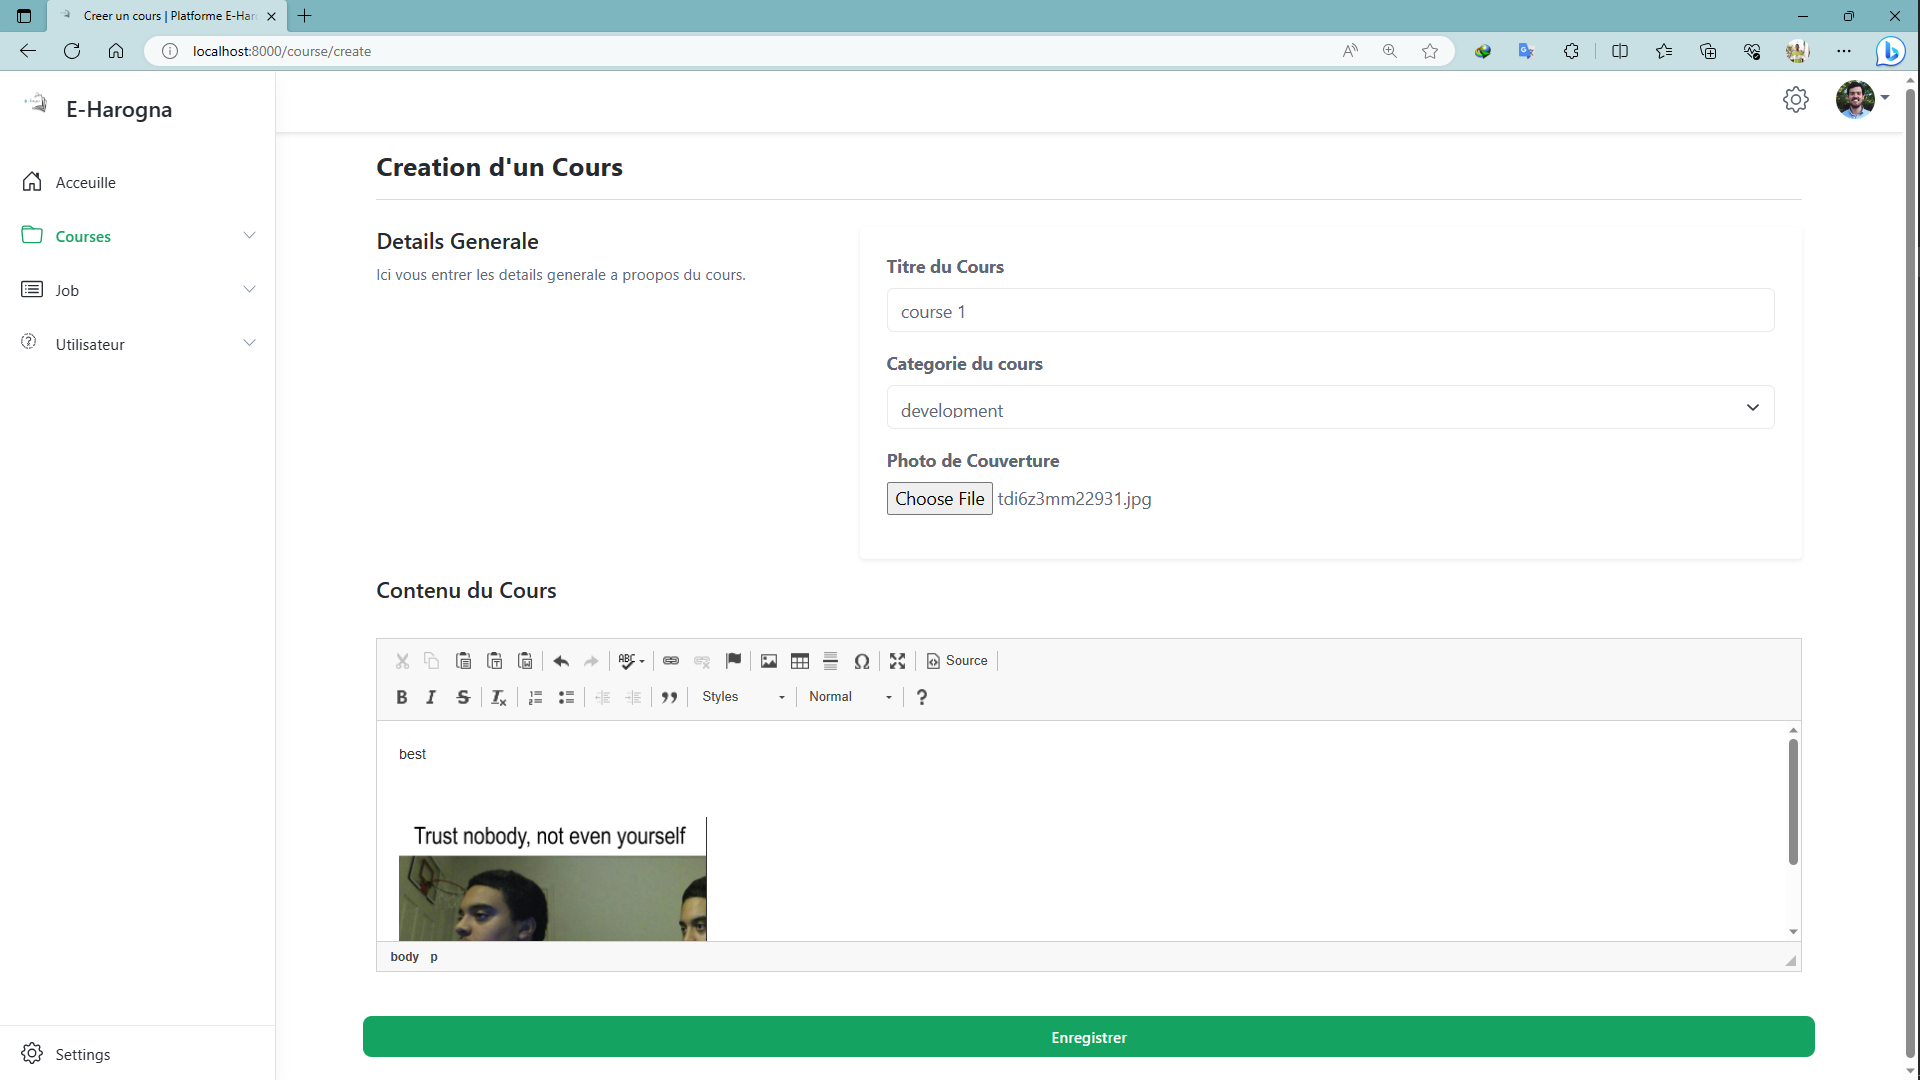 Creer un cours | Platforme E-Har
localhost:8000/course/create
E-Harogna
Acceuille
Courses
Job
Utilisateur
Settings
Creation d'un Cours
Details Generale
Ici vous entrer les details generale a proopos du cours.
Titre du Cours
course 1
Categorie du cours
development
Photo de Couverture
Choose File tdi6z3mm22931.jpg
Contenu du Cours
Source
Styles Normal
best
Trust nobody, not even yourself
body p
Enregistrer